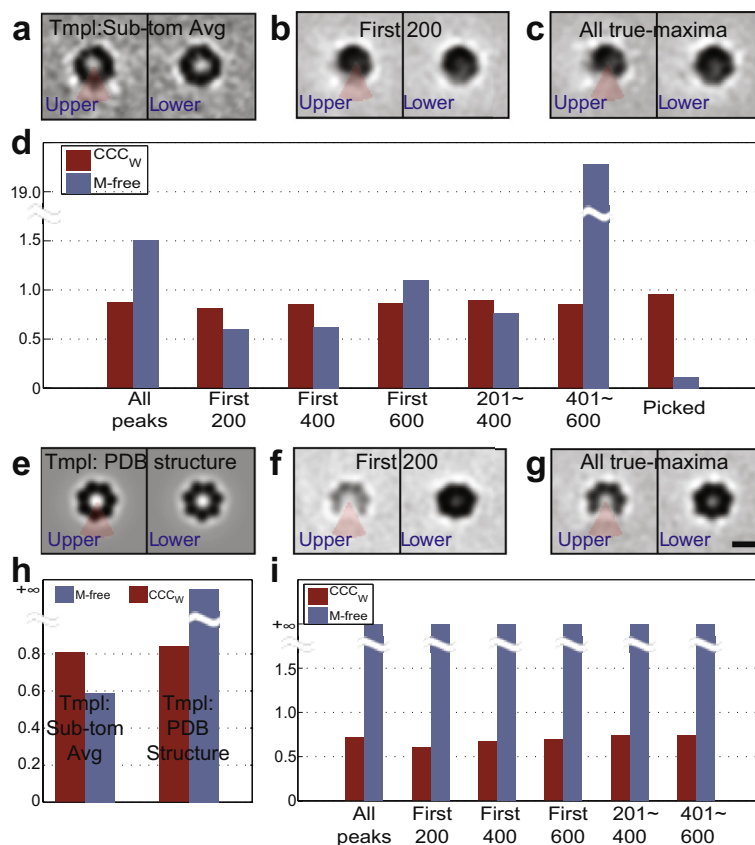 a
Tmpl:Sub-tom Avg
Upper
Lower
b
First 200
Upper
Lower
c
All true-maxima
Upper
Lower
d
CCCW
M-free
19.0
1.5
1.0
0.5
0
All
peaks
First
200
First
400
First
600
201~
400
401~
600
Picked
e
Tmpl: PDB structure
Upper
Lower
f
First 200
Upper
Lower
g
All true-maxima
Upper
Lower
h
+∞
M-free
CCCW
0.8
0.6
0.4
0.2
0
Tmpl:
Sub-tom
Avg
Tmpl:
PDB
Structure
i
CCCW
M-free
+∞
1.5
1.0
0.5
0
All
peaks
First
200
First
400
First
600
201~
400
401~
600